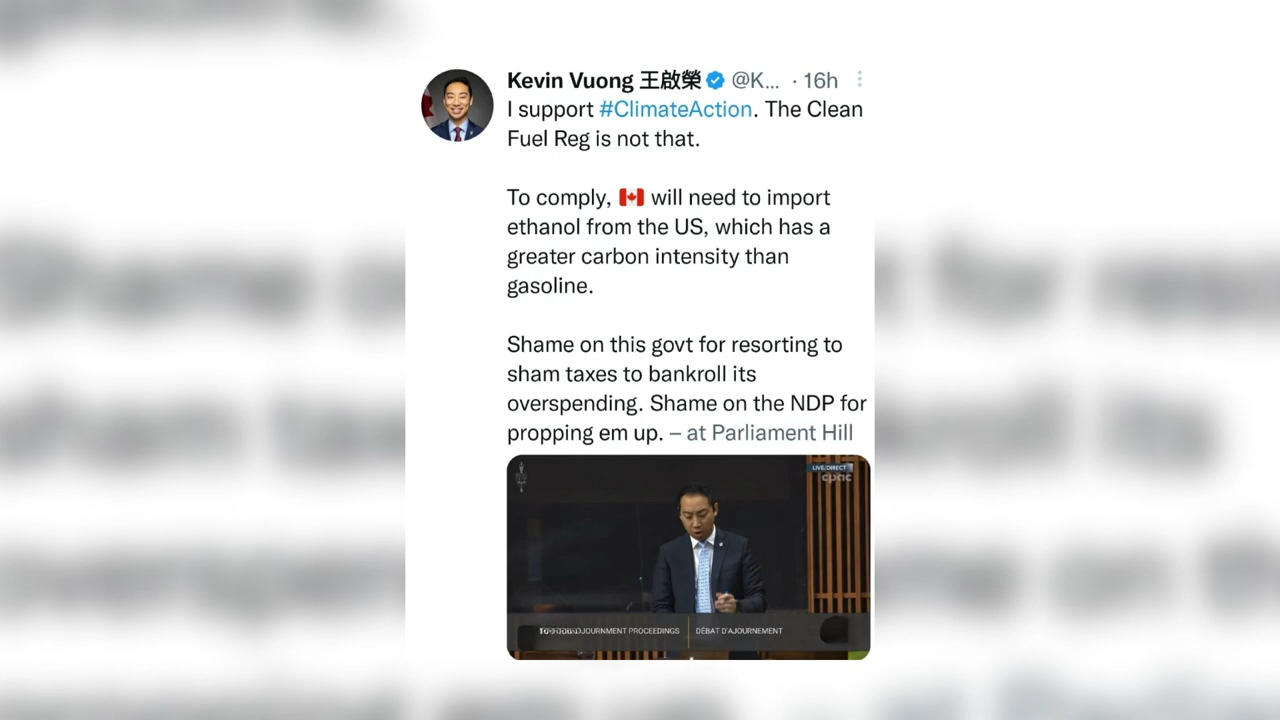 Kevin Vuong 王啟榮 @K... · 16h
I support #ClimateAction. The Clean
Fuel Reg is not that.
To comply, 🇨🇦 will need to import
ethanol from the US, which has a
greater carbon intensity than
gasoline.
Shame on this govt for resorting to
sham taxes to bankroll its
overspending. Shame on the NDP for
propping em up. – at Parliament Hill
LIVE/DIRECT
cpac
ADJOURNMENT PROCEEDINGS
DÉBAT D'AJOURNEMENT